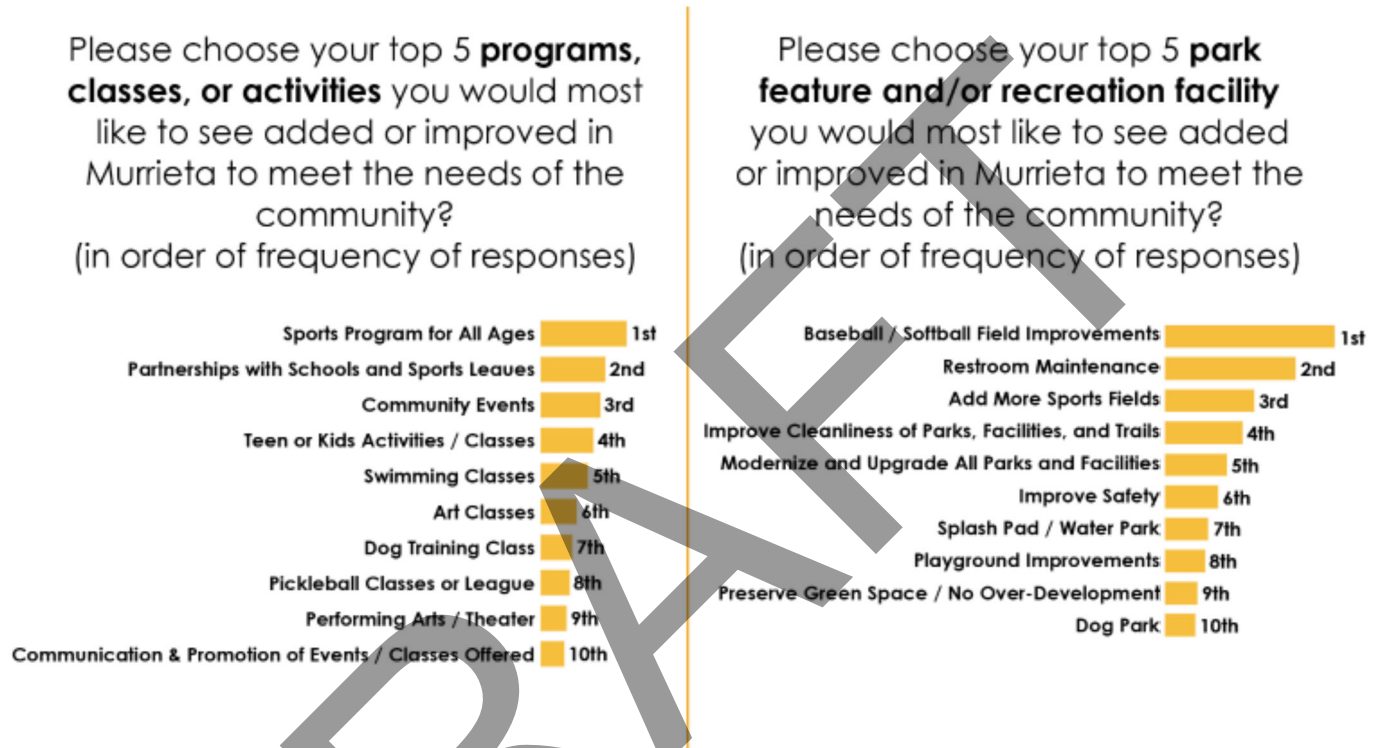 Please choose your top 5 programs,
classes, or activities you would most
like to see added or improved in
Murrieta to meet the needs of the
community?
(in order of frequency of responses)
Sports Program for All Ages 1st
Partnerships with Schools and Sports Leaues 2nd
Community Events 3rd
Teen or Kids Activities / Classes 4th
Swimming Classes 5th
Art Classes 6th
Dog Training Class 7th
Pickleball Classes or League 8th
Performing Arts / Theater 9th
Communication & Promotion of Events / Classes Offered 10th
Please choose your top 5 park
feature and/or recreation facility
you would most like to see added
or improved in Murrieta to meet the
needs of the community?
(in order of frequency of responses)
Baseball / Softball Field Improvements 1st
Restroom Maintenance 2nd
Add More Sports Fields 3rd
Improve Cleanliness of Parks, Facilities, and Trails 4th
Modernize and Upgrade All Parks and Facilities 5th
Improve Safety 6th
Splash Pad / Water Park 7th
Playground Improvements 8th
Preserve Green Space / No Over-Development 9th
Dog Park 10th
RAFT